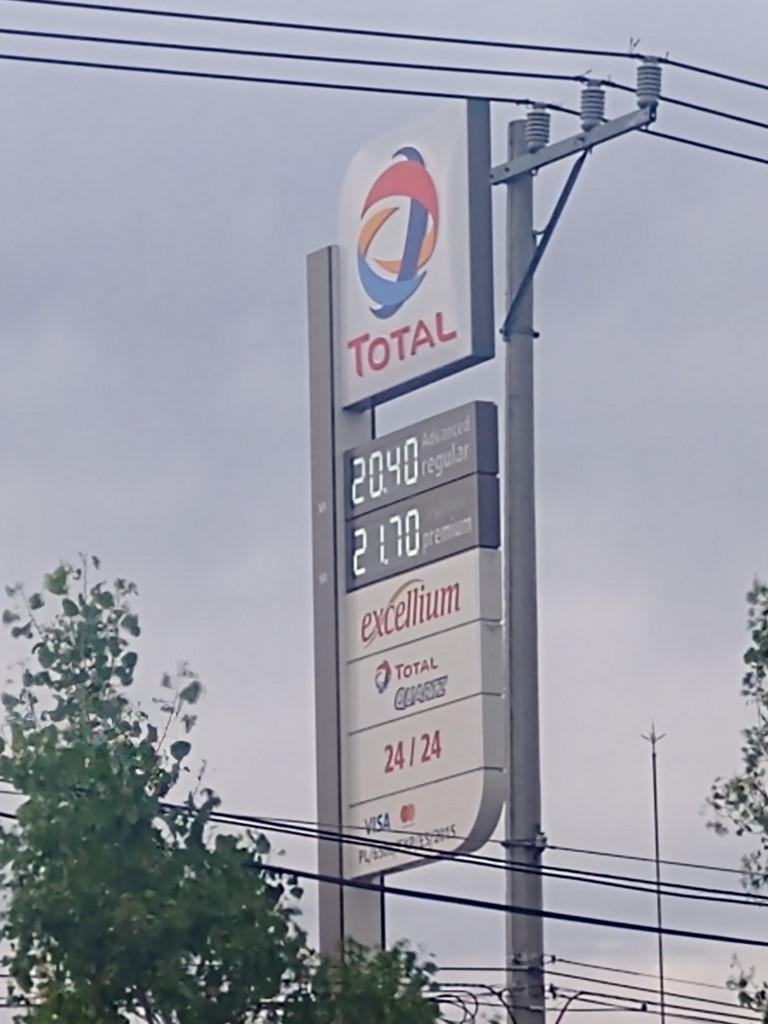 TOTAL
20.40 Advanced regular
21.70 premium
excellium
TOTAL
QUARTZ
24/24
VISA